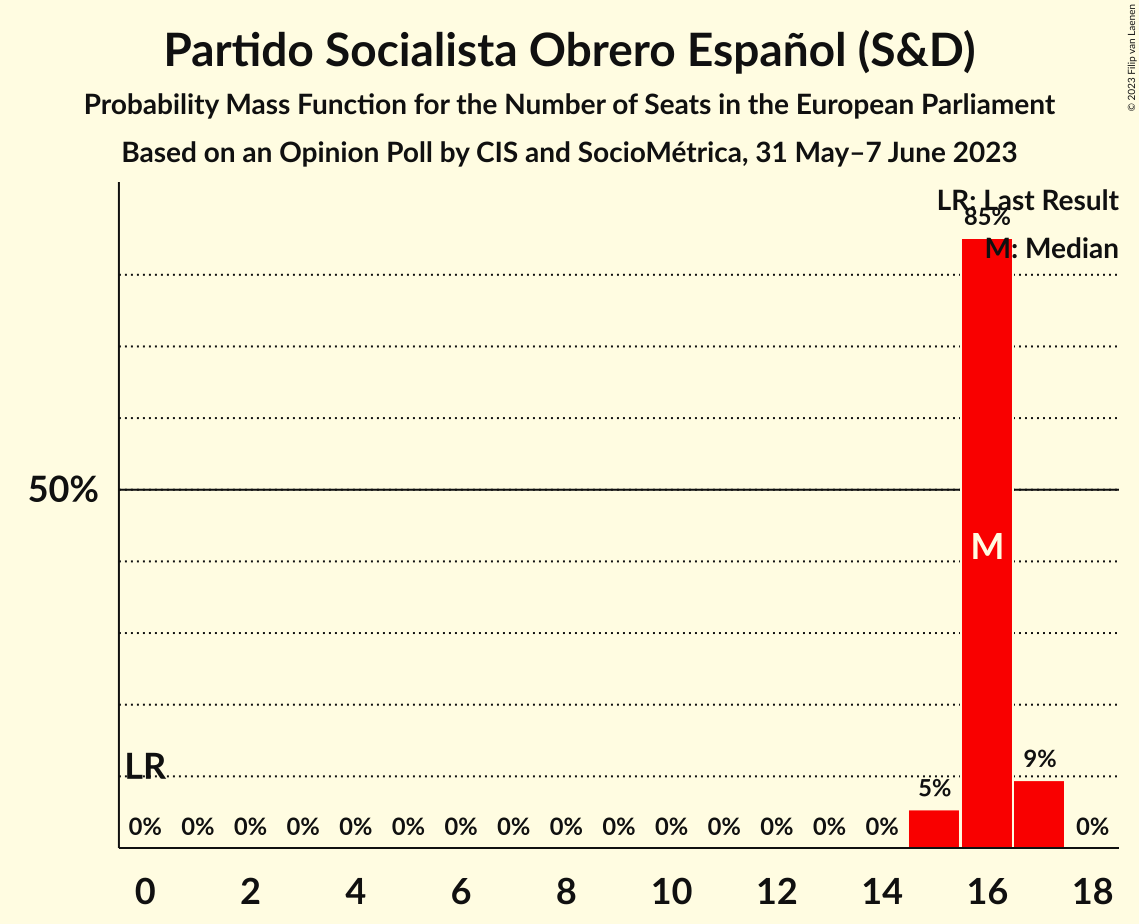 Partido Socialista Obrero Español (S&D)
Probability Mass Function for the Number of Seats in the European Parliament
Based on an Opinion Poll by CIS and SocioMétrica, 31 May–7 June 2023
© 2023 Filip van Laenen
LR: Last Result
85%
M: Median
50%
M
LR
9%
5%
0% 0% 0% 0% 0% 0% 0% 0% 0% 0% 0% 0% 0% 0% 0% 0%
0 2 4 6 8 10 12 14 16 18